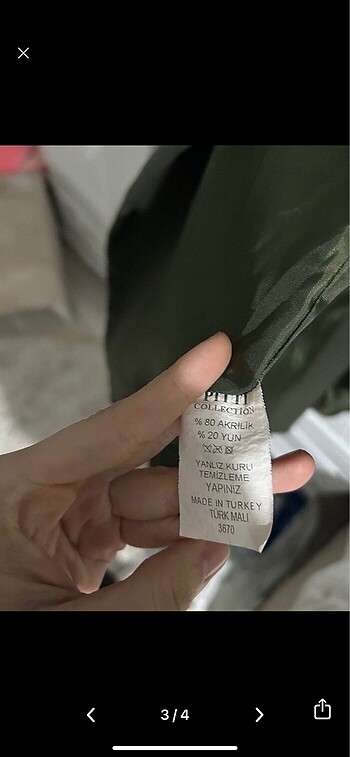 PITTI
COLLECTION
% 80 AKRİLİK
% 20 YÜN
YANLIZ KURU
TEMİZLEME
YAPINIZ
MADE IN TURKEY
TÜRK MALI
3670
3/4